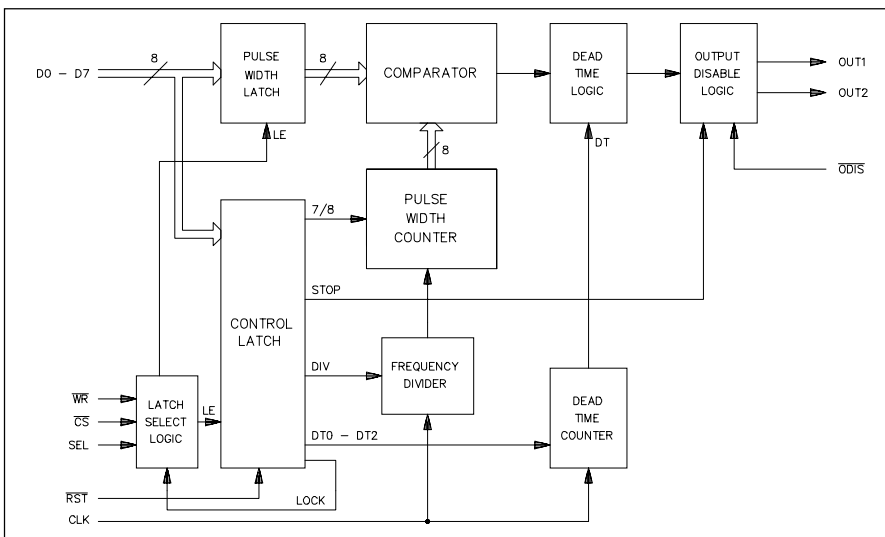 D0 - D7
8
PULSE
WIDTH
LATCH
8
COMPARATOR
DEAD
TIME
LOGIC
OUTPUT
DISABLE
LOGIC
OUT1
OUT2
LE
8
DT
ODIS
PULSE
WIDTH
COUNTER
7/8
STOP
CONTROL
LATCH
DIV
FREQUENCY
DIVIDER
DEAD
TIME
COUNTER
WR
CS
SEL
LATCH
SELECT
LOGIC
LE
DT0 - DT2
RST
LOCK
CLK